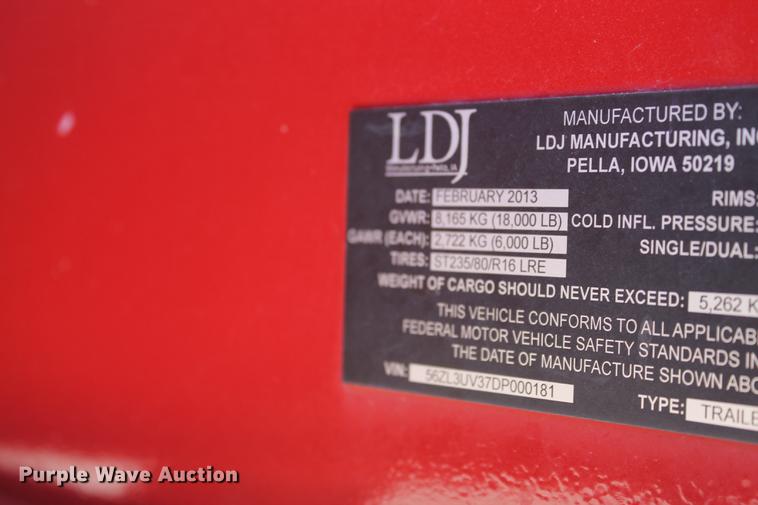 LDJ
Manufacturing • Pella, IA
MANUFACTURED BY:
LDJ MANUFACTURING, INC
PELLA, IOWA 50219
DATE: FEBRUARY 2013 RIMS:
GVWR: 8,165 KG (18,000 LB) COLD INFL. PRESSURE:
GAWR (EACH): 2,722 KG (6,000 LB) SINGLE/DUAL:
TIRES: ST235/80/R16 LRE
WEIGHT OF CARGO SHOULD NEVER EXCEED: 5,262 K
THIS VEHICLE CONFORMS TO ALL APPLICAB
FEDERAL MOTOR VEHICLE SAFETY STANDARDS IN
THE DATE OF MANUFACTURE SHOWN ABO
VIN: 56ZL3UV37DP000181
TYPE: TRAILE
Purple Wave Auction